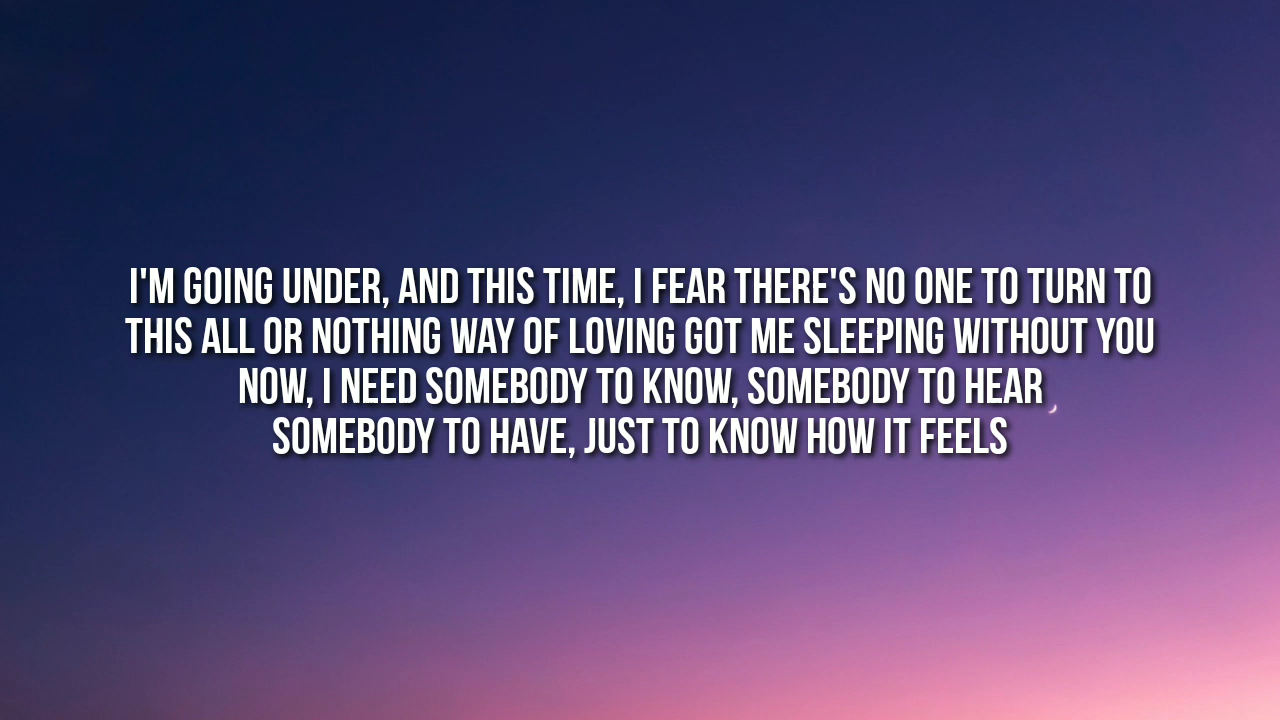 I'M GOING UNDER, AND THIS TIME, I FEAR THERE'S NO ONE TO TURN TO
THIS ALL OR NOTHING WAY OF LOVING GOT ME SLEEPING WITHOUT YOU
NOW, I NEED SOMEBODY TO KNOW, SOMEBODY TO HEAR
SOMEBODY TO HAVE, JUST TO KNOW HOW IT FEELS